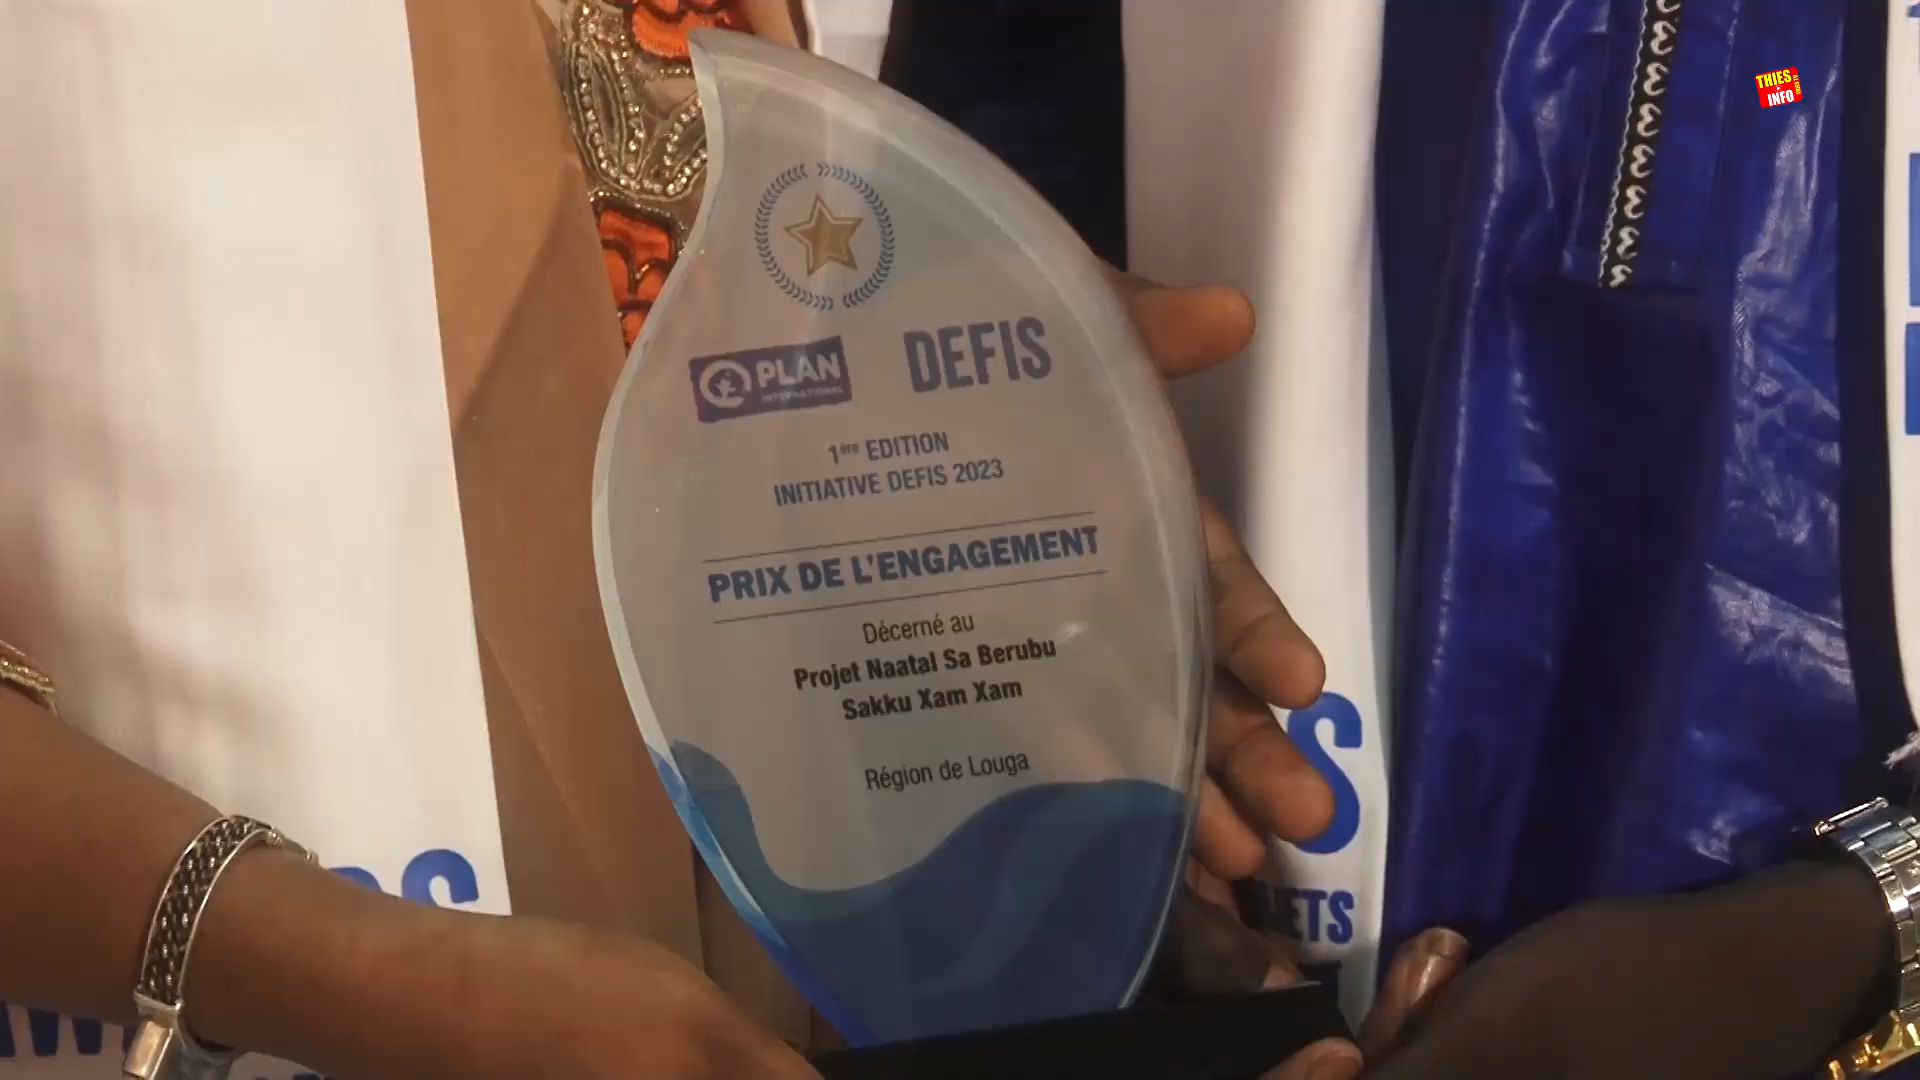 THIES
INFO
PLAN
INTERNATIONAL
DEFIS
1ère EDITION
INITIATIVE DEFIS 2023
PRIX DE L'ENGAGEMENT
Décerné au
Projet Naatal Sa Berubu
Sakku Xam Xam
Région de Louga